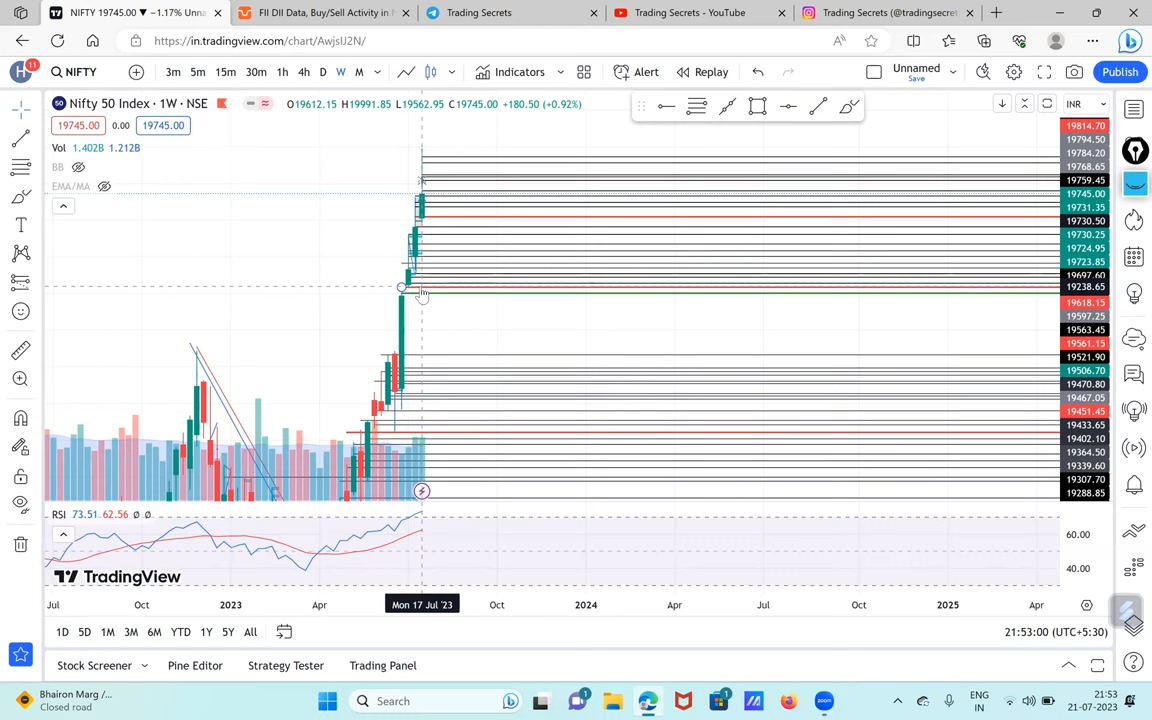 NIFTY 19745.00 ▼ −1.17% Unna
FII DII Data, Buy/Sell Activity in N
Trading Secrets
Trading Secrets - YouTube
Trading Secrets (@tradingsecret
https://in.tradingview.com/chart/AwjsIJ2N/
H 11 NIFTY 3m 5m 15m 30m 1h 4h D W M Indicators Alert Replay Unnamed Save Publish
50 Nifty 50 Index · 1W · NSE O19612.15 H19991.85 L19562.95 C19745.00 +180.50 (+0.92%) INR
19745.00 0.00 19745.00
Vol 1.402B 1.212B
BB
EMA/MA
19814.70
19794.50
19784.20
19768.65
19759.45
19745.00
19731.35
19730.50
19730.25
19724.95
19723.85
19697.60
19238.65
19618.15
19597.25
19563.45
19561.15
19521.90
19506.70
19470.80
19467.05
19451.45
19433.65
19402.10
19364.50
19339.60
19307.70
19288.85
RSI 73.51 62.56 Ø Ø
60.00
40.00
TradingView
Jul Oct 2023 Apr Mon 17 Jul '23 Oct 2024 Apr Jul Oct 2025 Apr
1D 5D 1M 3M 6M YTD 1Y 5Y All 21:53:00 (UTC+5:30)
Stock Screener Pine Editor Strategy Tester Trading Panel
Bhairon Marg /...
Closed road
Search
1
1
ENG
IN
21:53
21-07-2023